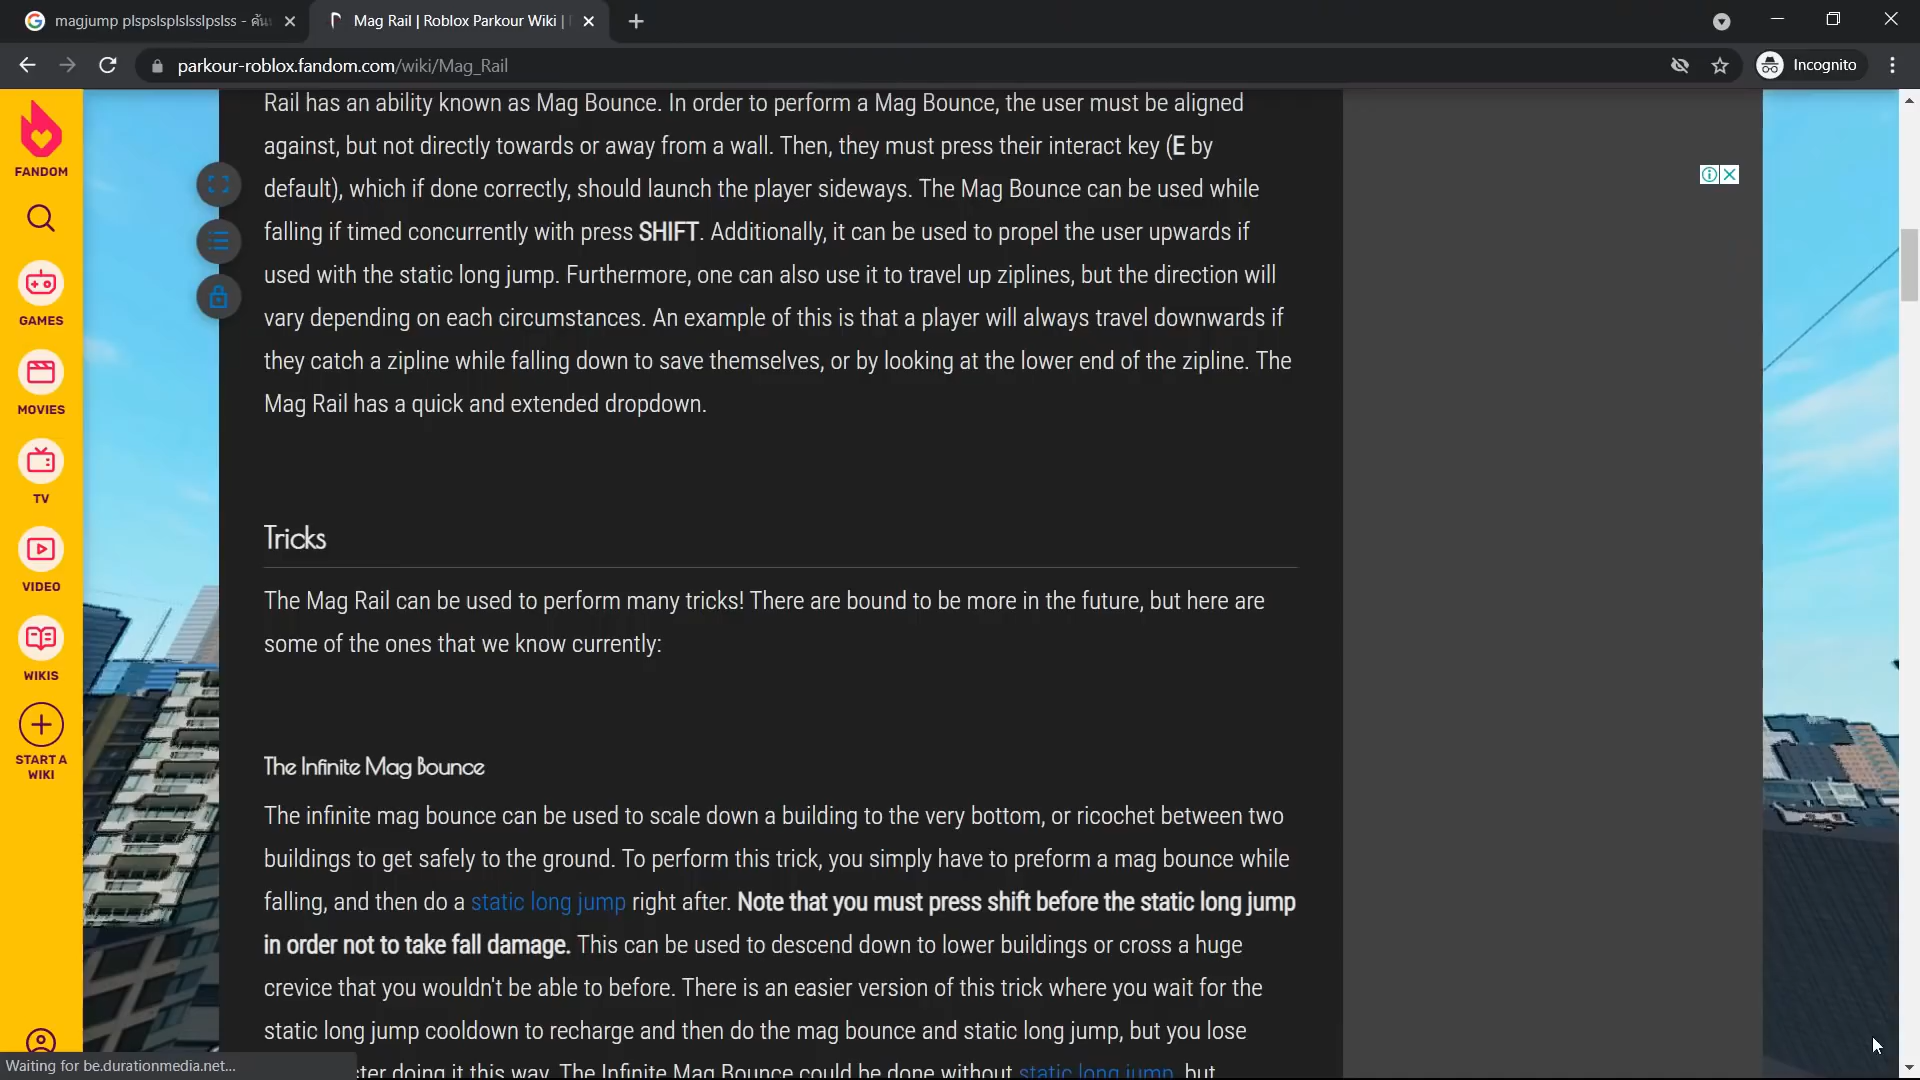 magjump plspslsplslsslpslss - ค้น
Mag Rail | Roblox Parkour Wiki |
parkour-roblox.fandom.com/wiki/Mag_Rail
Incognito
FANDOM
GAMES
MOVIES
TV
VIDEO
WIKIS
START A
WIKI
Rail has an ability known as Mag Bounce. In order to perform a Mag Bounce, the user must be aligned
against, but not directly towards or away from a wall. Then, they must press their interact key (E by
default), which if done correctly, should launch the player sideways. The Mag Bounce can be used while
falling if timed concurrently with press SHIFT. Additionally, it can be used to propel the user upwards if
used with the static long jump. Furthermore, one can also use it to travel up ziplines, but the direction will
vary depending on each circumstances. An example of this is that a player will always travel downwards if
they catch a zipline while falling down to save themselves, or by looking at the lower end of the zipline. The
Mag Rail has a quick and extended dropdown.
Tricks
The Mag Rail can be used to perform many tricks! There are bound to be more in the future, but here are
some of the ones that we know currently:
The Infinite Mag Bounce
The infinite mag bounce can be used to scale down a building to the very bottom, or ricochet between two
buildings to get safely to the ground. To perform this trick, you simply have to preform a mag bounce while
falling, and then do a static long jump right after. Note that you must press shift before the static long jump
in order not to take fall damage. This can be used to descend down to lower buildings or cross a huge
crevice that you wouldn't be able to before. There is an easier version of this trick where you wait for the
static long jump cooldown to recharge and then do the mag bounce and static long jump, but you lose
doing it this way. The Infinite Mag Bounce could be done without static long jump, but
Waiting for be.durationmedia.net...